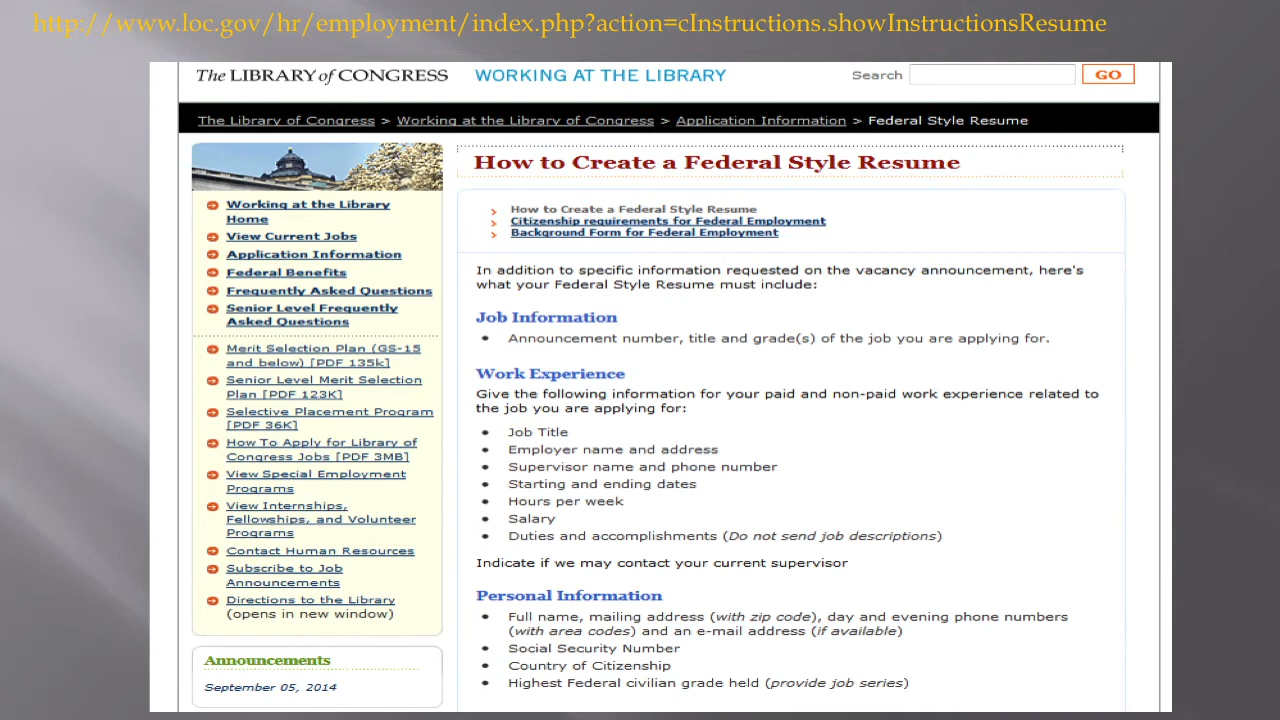 http://www.loc.gov/hr/employment/index.php?action=cInstructions.showInstructionsResume
The LIBRARY of CONGRESS WORKING AT THE LIBRARY Search GO
The Library of Congress > Working at the Library of Congress > Application Information > Federal Style Resume
Working at the Library
Home
View Current Jobs
Application Information
Federal Benefits
Frequently Asked Questions
Senior Level Frequently
Asked Questions
Merit Selection Plan (GS-15
and below) [PDF 135k]
Senior Level Merit Selection
Plan [PDF 123K]
Selective Placement Program
[PDF 36K]
How To Apply for Library of
Congress Jobs [PDF 3MB]
View Special Employment
Programs
View Internships,
Fellowships, and Volunteer
Programs
Contact Human Resources
Subscribe to Job
Announcements
Directions to the Library
(opens in new window)
Announcements
September 05, 2014
How to Create a Federal Style Resume
How to Create a Federal Style Resume
Citizenship requirements for Federal Employment
Background Form for Federal Employment
In addition to specific information requested on the vacancy announcement, here's
what your Federal Style Resume must include:
Job Information
• Announcement number, title and grade(s) of the job you are applying for.
Work Experience
Give the following information for your paid and non-paid work experience related to
the job you are applying for:
• Job Title
• Employer name and address
• Supervisor name and phone number
• Starting and ending dates
• Hours per week
• Salary
• Duties and accomplishments (Do not send job descriptions)
Indicate if we may contact your current supervisor
Personal Information
• Full name, mailing address (with zip code), day and evening phone numbers
(with area codes) and an e-mail address (if available)
• Social Security Number
• Country of Citizenship
• Highest Federal civilian grade held (provide job series)